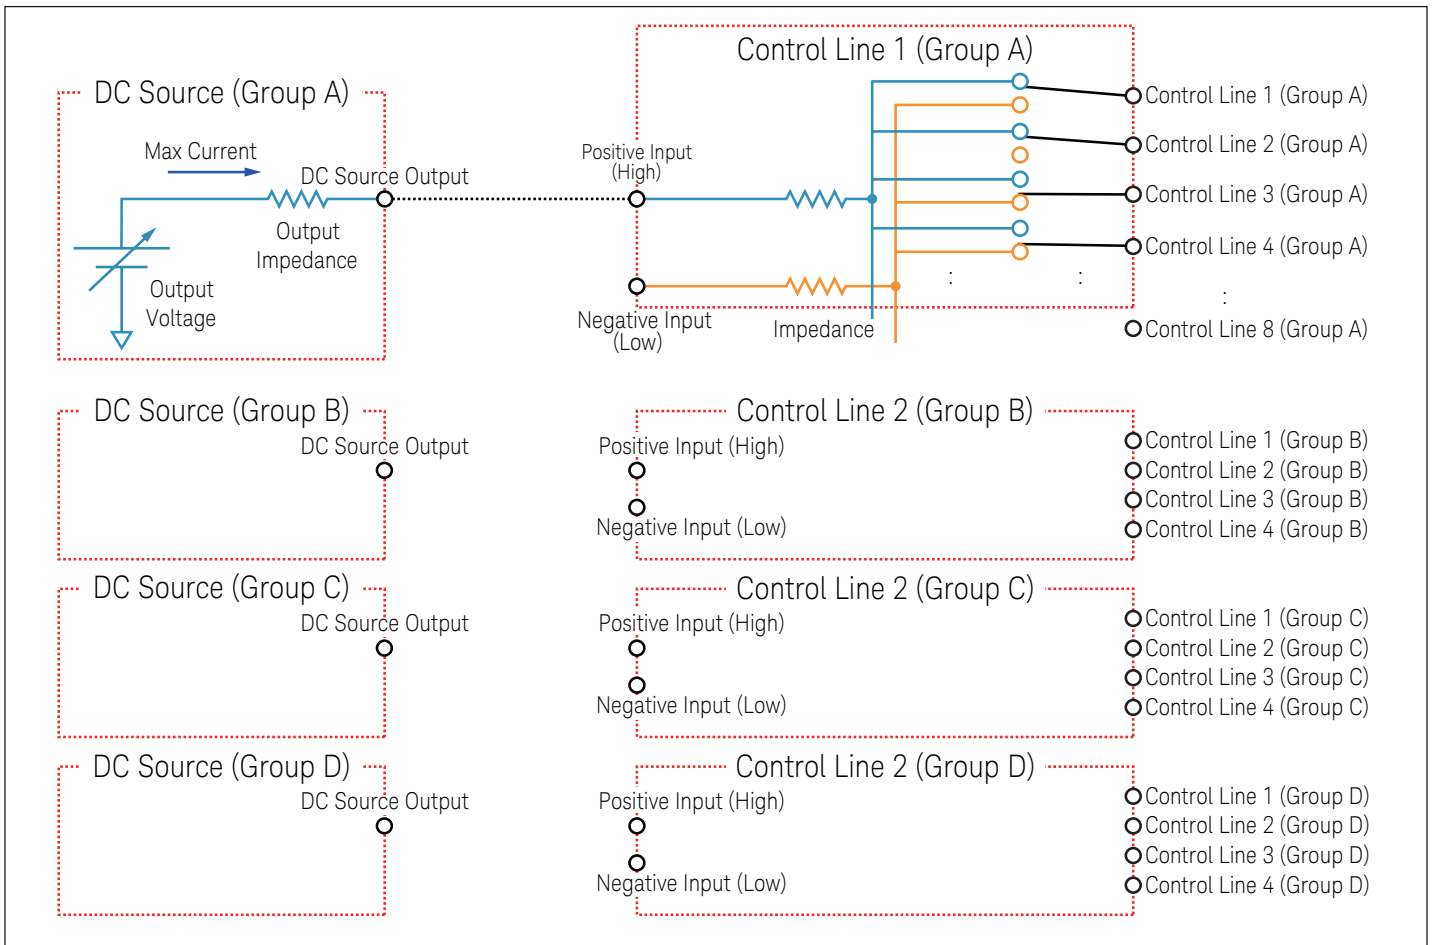 Control Line 1 (Group A)
DC Source (Group A)
Max Current
DC Source Output
Output
Impedance
Output
Voltage
Positive Input
(High)
Negative Input
(Low)
Impedance
Control Line 1 (Group A)
Control Line 2 (Group A)
Control Line 3 (Group A)
Control Line 4 (Group A)
:
:
:
Control Line 8 (Group A)
DC Source (Group B)
DC Source Output
Control Line 2 (Group B)
Positive Input (High)
Negative Input (Low)
Control Line 1 (Group B)
Control Line 2 (Group B)
Control Line 3 (Group B)
Control Line 4 (Group B)
DC Source (Group C)
DC Source Output
Control Line 2 (Group C)
Positive Input (High)
Negative Input (Low)
Control Line 1 (Group C)
Control Line 2 (Group C)
Control Line 3 (Group C)
Control Line 4 (Group C)
DC Source (Group D)
DC Source Output
Control Line 2 (Group D)
Positive Input (High)
Negative Input (Low)
Control Line 1 (Group D)
Control Line 2 (Group D)
Control Line 3 (Group D)
Control Line 4 (Group D)